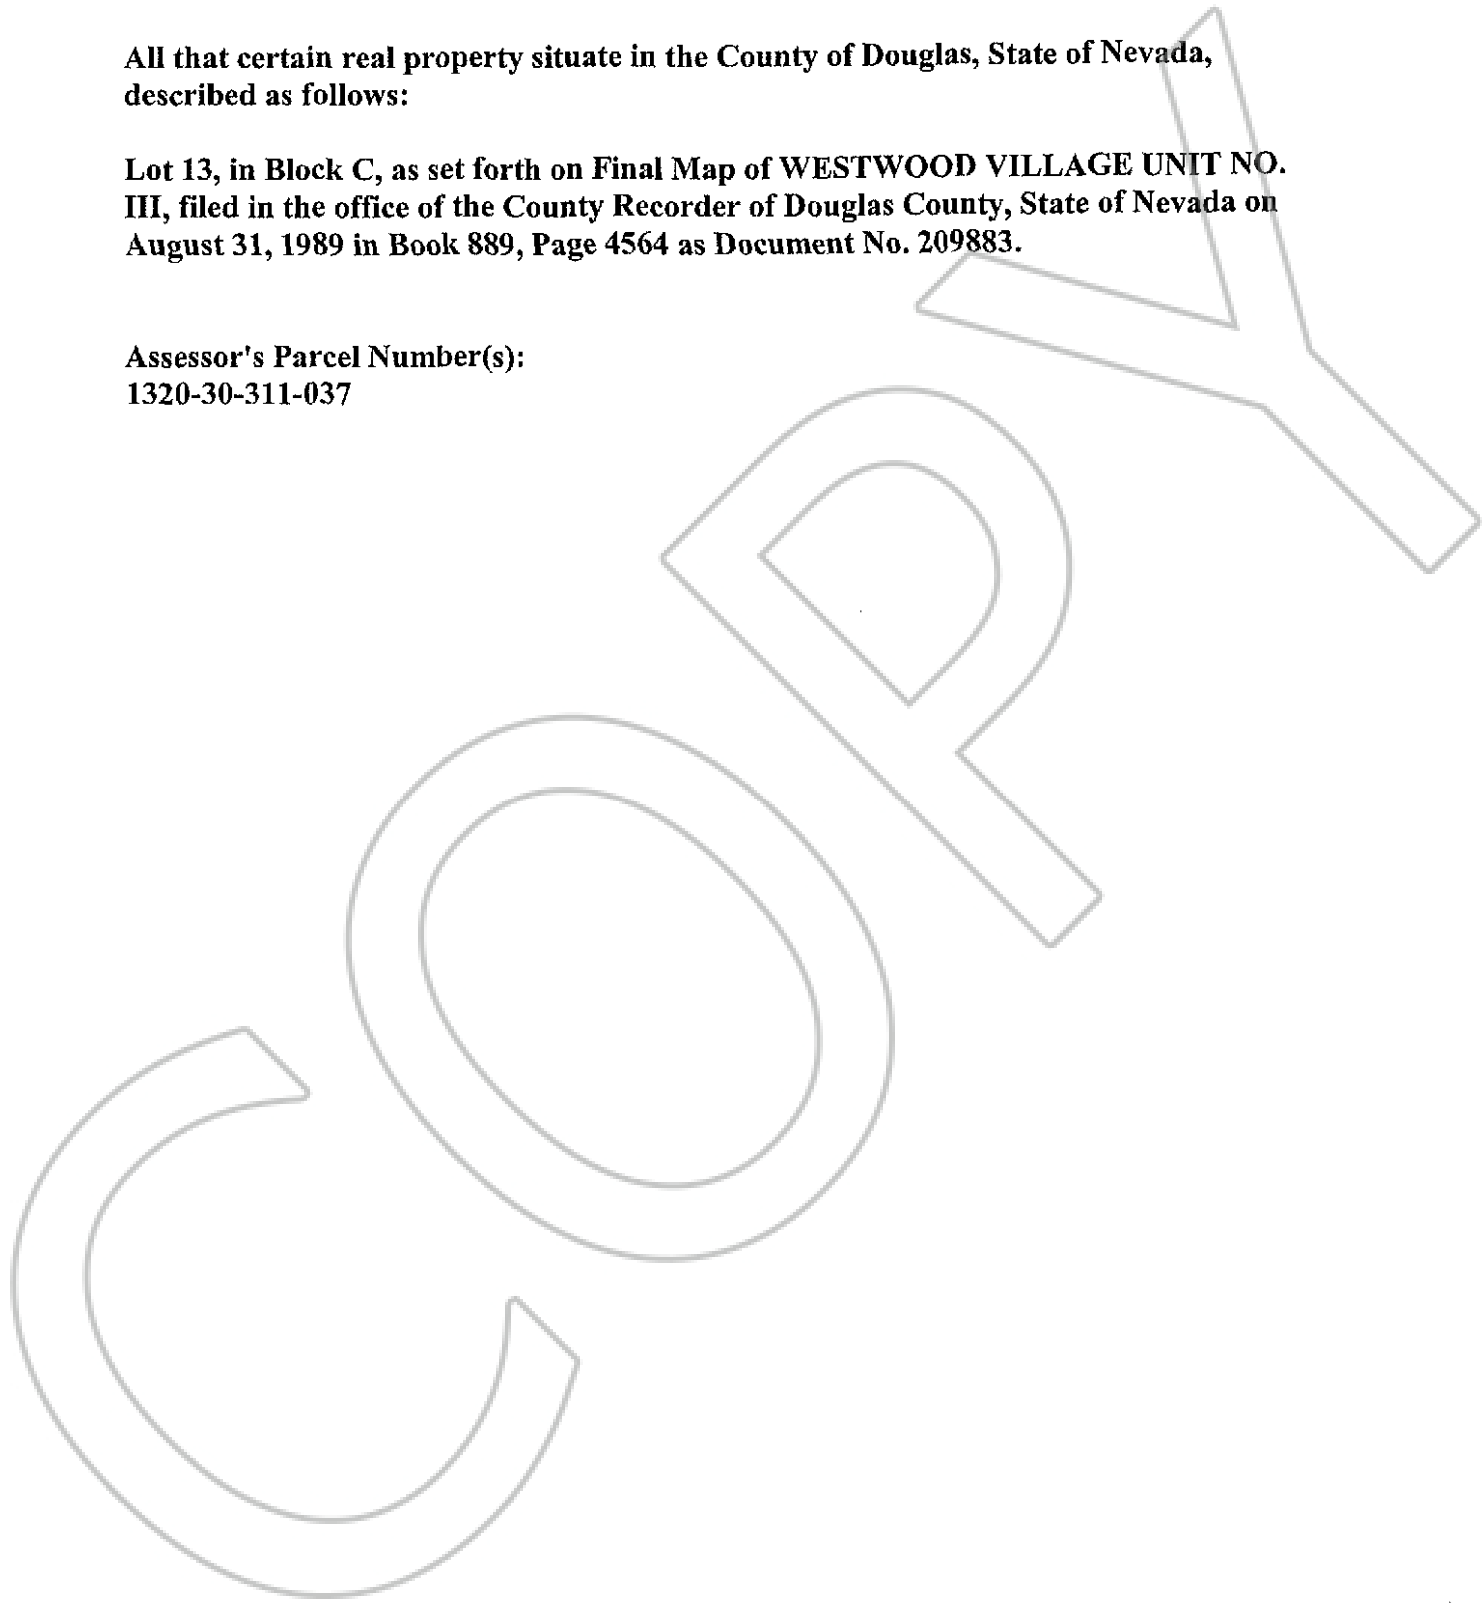 All that certain real property situate in the County of Douglas, State of Nevada,
described as follows:
Lot 13, in Block C, as set forth on Final Map of WESTWOOD VILLAGE UNIT NO.
III, filed in the office of the County Recorder of Douglas County, State of Nevada on
August 31, 1989 in Book 889, Page 4564 as Document No. 209883.
Assessor's Parcel Number(s):
1320-30-311-037
COPY